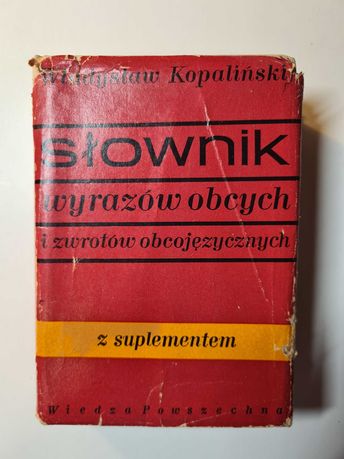 Władysław Kopaliński
słownik
wyrazów obcych
i zwrotów obcojęzycznych
z suplementem
Wiedza Powszechna